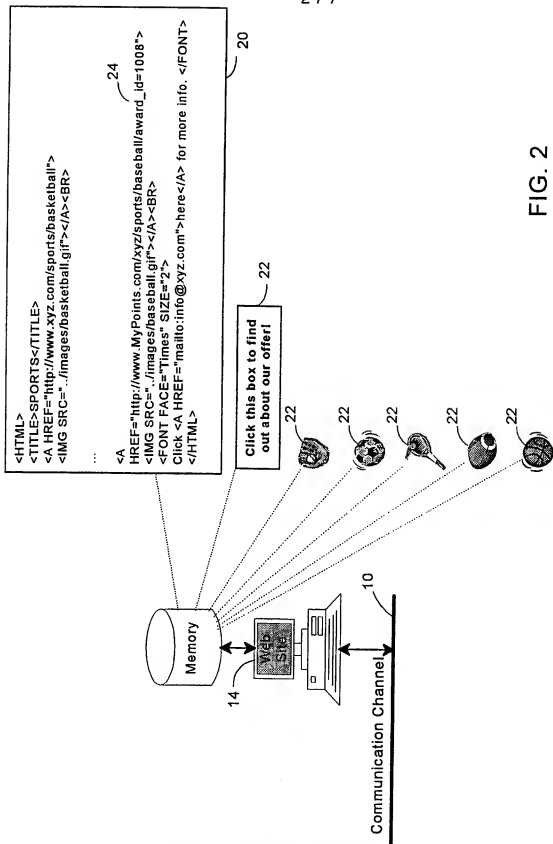 <HTML>
<TITLE>SPORTS</TITLE>
<A HREF="http://www.xyz.com/sports/basketball">
<IMG SRC="../images/basketball.gif"></A><BR>
...
<A
HREF="http://www.MyPoints.com/xyz/sports/baseball/award_id=1008">
<IMG SRC="../images/baseball.gif"></A><BR>
<FONT FACE="Times" SIZE="2">
Click <A HREF="mailto:info@xyz.com">here</A> for more info. </FONT>
</HTML>
24
20
Click this box to find
out about our offer!
22
22
22
22
22
22
Memory
Web
Site
14
Communication Channel
10
FIG. 2